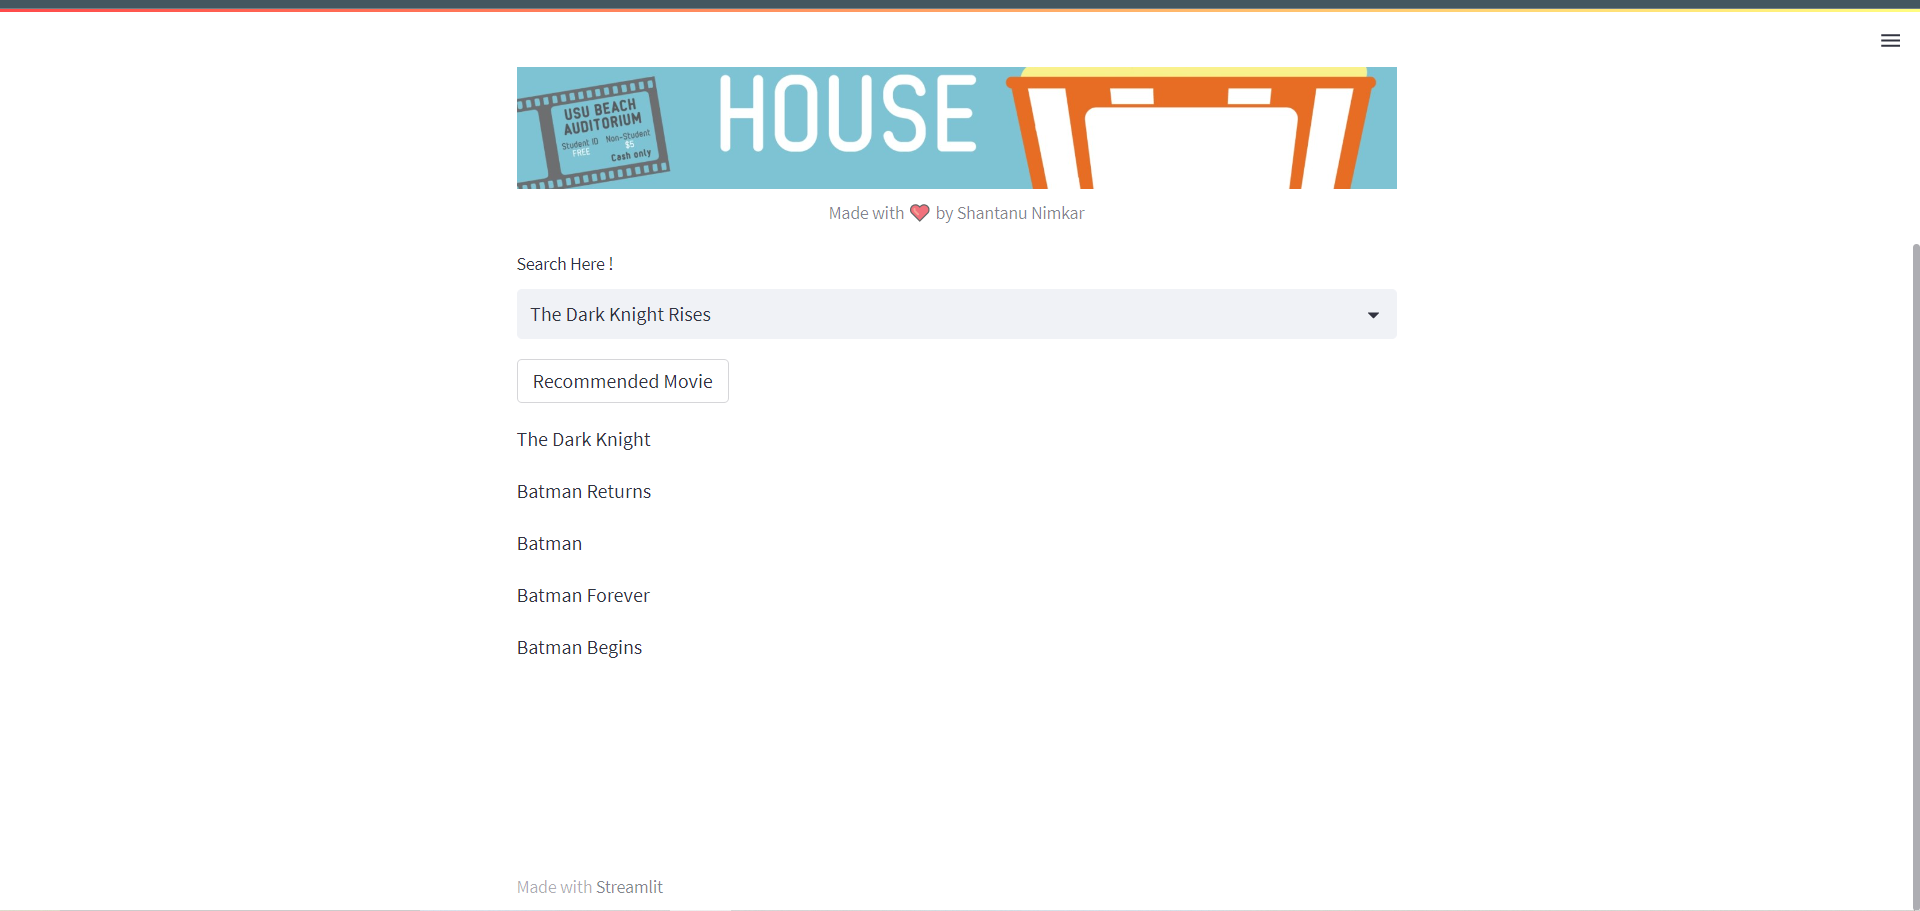 HOUSE
USU BEACH
AUDITORIUM
Student ID Non-Student
FREE $5
Cash only
Made with ❤️ by Shantanu Nimkar
Search Here !
The Dark Knight Rises
Recommended Movie
The Dark Knight
Batman Returns
Batman
Batman Forever
Batman Begins
Made with Streamlit